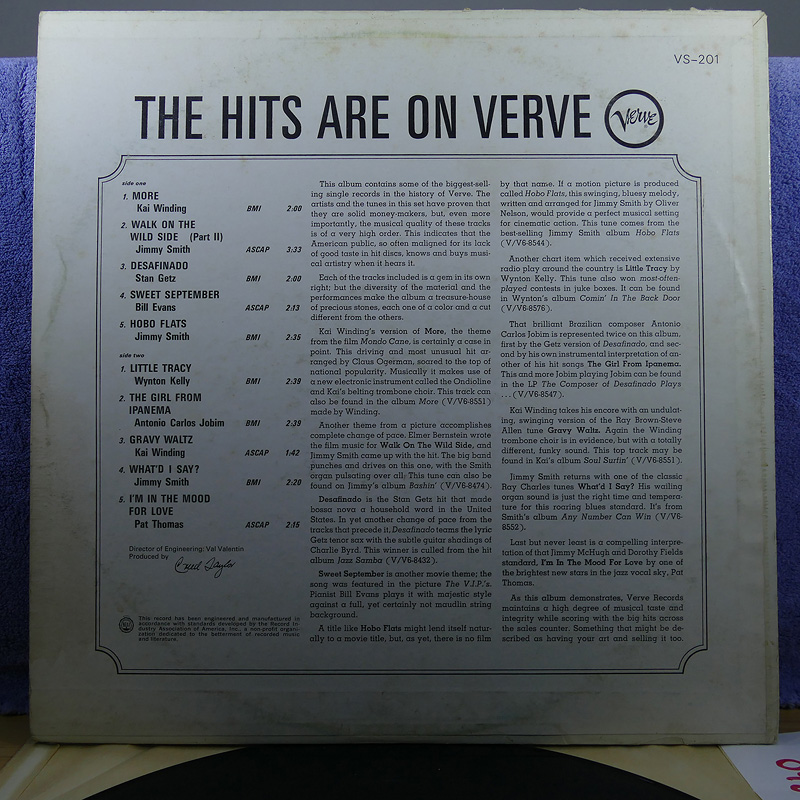 VS-201
THE HITS ARE ON VERVE
Verve
side one
1. MORE
Kai Winding BMI 2:00
2. WALK ON THE
WILD SIDE (Part II)
Jimmy Smith ASCAP 3:33
3. DESAFINADO
Stan Getz BMI 2:00
4. SWEET SEPTEMBER
Bill Evans ASCAP 2:13
5. HOBO FLATS
Jimmy Smith BMI 2:35
side two
1. LITTLE TRACY
Wynton Kelly BMI 2:39
2. THE GIRL FROM
IPANEMA
Antonio Carlos Jobim BMI 2:39
3. GRAVY WALTZ
Kai Winding ASCAP 1:42
4. WHAT'D I SAY?
Jimmy Smith BMI 2:20
5. I'M IN THE MOOD
FOR LOVE
Pat Thomas ASCAP 2:15
Director of Engineering: Val Valentin
Produced by Creed Taylor
This record has been engineered and manufactured in
accordance with standards developed by the Record In-
dustry Association of America, Inc., a non-profit organi-
zation dedicated to the betterment of recorded music
and literature.
This album contains some of the biggest-sell-
ing single records in the history of Verve. The
artists and the tunes in this set have proven that
they are solid money-makers, but, even more
importantly, the musical quality of these tracks
is of a very high order. This indicates that the
American public, so often maligned for its lack
of good taste in hit discs, knows and buys musi-
cal artistry when it hears it.
Each of the tracks included is a gem in its own
right; but the diversity of the material and the
performances make the album a treasure-house
of precious stones, each one of a color and a cut
different from the others.
Kai Winding's version of More, the theme
from the film Mondo Cane, is certainly a case in
point. This driving and most unusual hit ar-
ranged by Claus Ogerman, soared to the top of
national popularity. Musically it makes use of
a new electronic instrument called the Ondioline
and Kai's belting trombone choir. This track can
also be found in the album More (V/V6-8551)
made by Winding.
Another theme from a picture accomplishes
complete change of pace. Elmer Bernstein wrote
the film music for Walk On The Wild Side, and
Jimmy Smith came up with the hit. The big band
punches and drives on this one, with the Smith
organ pulsating over all. This tune can also be
found on Jimmy's album Bashin' (V/V6-8474).
Desafinado is the Stan Getz hit that made
bossa nova a household word in the United
States. In yet another change of pace from the
tracks that precede it, Desafinado teams the lyric
Getz tenor sax with the subtle guitar shadings of
Charlie Byrd. This winner is culled from the hit
album Jazz Samba (V/V6-8432).
Sweet September is another movie theme; the
song was featured in the picture The V.I.P.'s.
Pianist Bill Evans plays it with majestic style
against a full, yet certainly not maudlin string
background.
A title like Hobo Flats might lend itself natur-
ally to a movie title, but, as yet, there is no film
by that name. If a motion picture is produced
called Hobo Flats, this swinging, bluesy melody,
written and arranged for Jimmy Smith by Oliver
Nelson, would provide a perfect musical setting
for cinematic action. This tune comes from the
best-selling Jimmy Smith album Hobo Flats
(V/V6-8544).
Another chart item which received extensive
radio play around the country is Little Tracy by
Wynton Kelly. This tune also won most-often-
played contests in juke boxes. It can be found
in Wynton's album Comin' In The Back Door
(V/V6-8576).
That brilliant Brazilian composer Antonio
Carlos Jobim is represented twice on this album,
first by the Getz version of Desafinado, and sec-
ond by his own instrumental interpretation of an-
other of his hit songs The Girl From Ipanema.
This and more Jobim playing Jobim can be found
in the LP The Composer of Desafinado Plays
. . . (V/V6-8547).
Kai Winding takes his encore with an undulat-
ing, swinging version of the Ray Brown-Steve
Allen tune Gravy Waltz. Again the Winding
trombone choir is in evidence, but with a totally
different, funky sound. This top track may be
found in Kai's album Soul Surfin' (V/V6-8551).
Jimmy Smith returns with one of the classic
Ray Charles tunes What'd I Say? His wailing
organ sound is just the right time and tempera-
ture for this roaring blues standard. It's from
Smith's album Any Number Can Win (V/V6-
8552).
Last but never least is a compelling interpre-
tation of that Jimmy McHugh and Dorothy Fields
standard, I'm In The Mood For Love by one of
the brightest new stars in the jazz vocal sky, Pat
Thomas.
As this album demonstrates, Verve Records
maintains a high degree of musical taste and
integrity while scoring with the big hits across
the sales counter. Something that might be de-
scribed as having your art and selling it too.